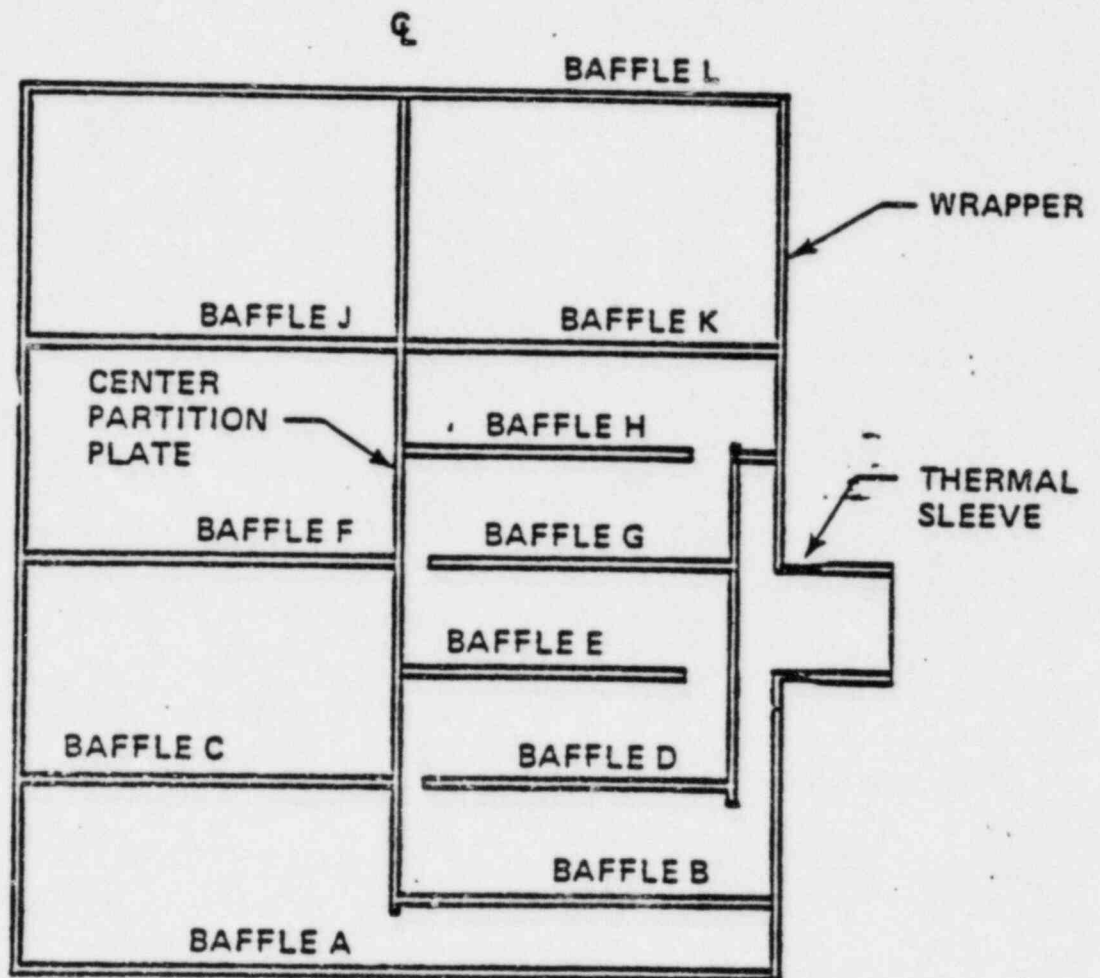 ℄
BAFFLE L
WRAPPER
BAFFLE J
BAFFLE K
CENTER
PARTITION
PLATE
BAFFLE H
THERMAL
SLEEVE
BAFFLE F
BAFFLE G
BAFFLE E
BAFFLE C
BAFFLE D
BAFFLE B
BAFFLE A